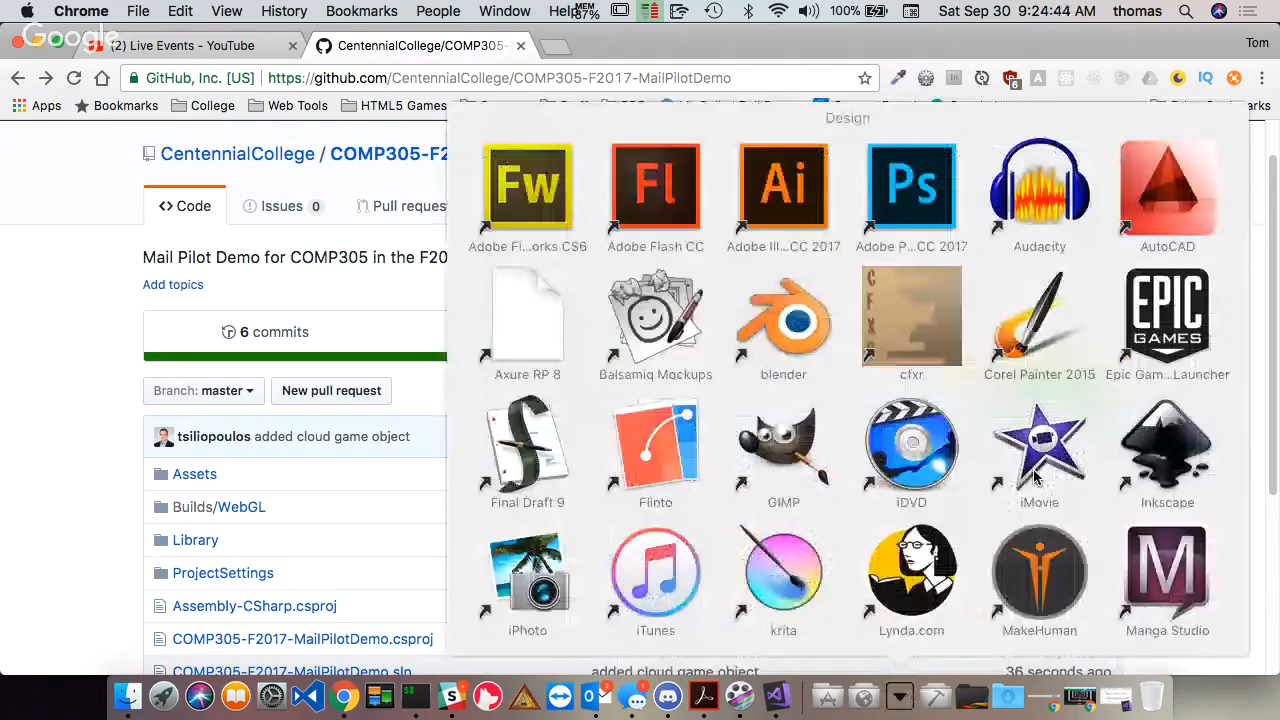 Chrome File Edit View History Bookmarks People Window Help MEM 87% 100% Sat Sep 30 9:24:44 AM thomas
Google
(2) Live Events - YouTube
CentennialCollege/COMP305-
Tom
GitHub, Inc. [US] https://github.com/CentennialCollege/COMP305-F2017-MailPilotDemo
6
IQ
Apps Bookmarks College Web Tools HTML5 Games
Design
CentennialCollege / COMP305-F2
Code Issues 0 Pull reques
Mail Pilot Demo for COMP305 in the F20
Add topics
6 commits
Branch: master New pull request
tsiliopoulos added cloud game object
Assets
Builds/WebGL
Library
ProjectSettings
Assembly-CSharp.csproj
COMP305-F2017-MailPilotDemo.csproj
COMP305-F2017-MailPilotDemo.sln added cloud game object 36 seconds ago
Fw Fl Ai Ps
Adobe Fi...orks CS6 Adobe Flash CC Adobe Ill...CC 2017 Adobe P...CC 2017 Audacity AutoCAD
CFXR
EPIC
GAMES
Axure RP 8 Balsamiq Mockups blender cfxr Corel Painter 2015 Epic Gam...Launcher
Final Draft 9 Flinto GIMP iDVD iMovie Inkscape
M
iPhoto iTunes krita Lynda.com MakeHuman Manga Studio